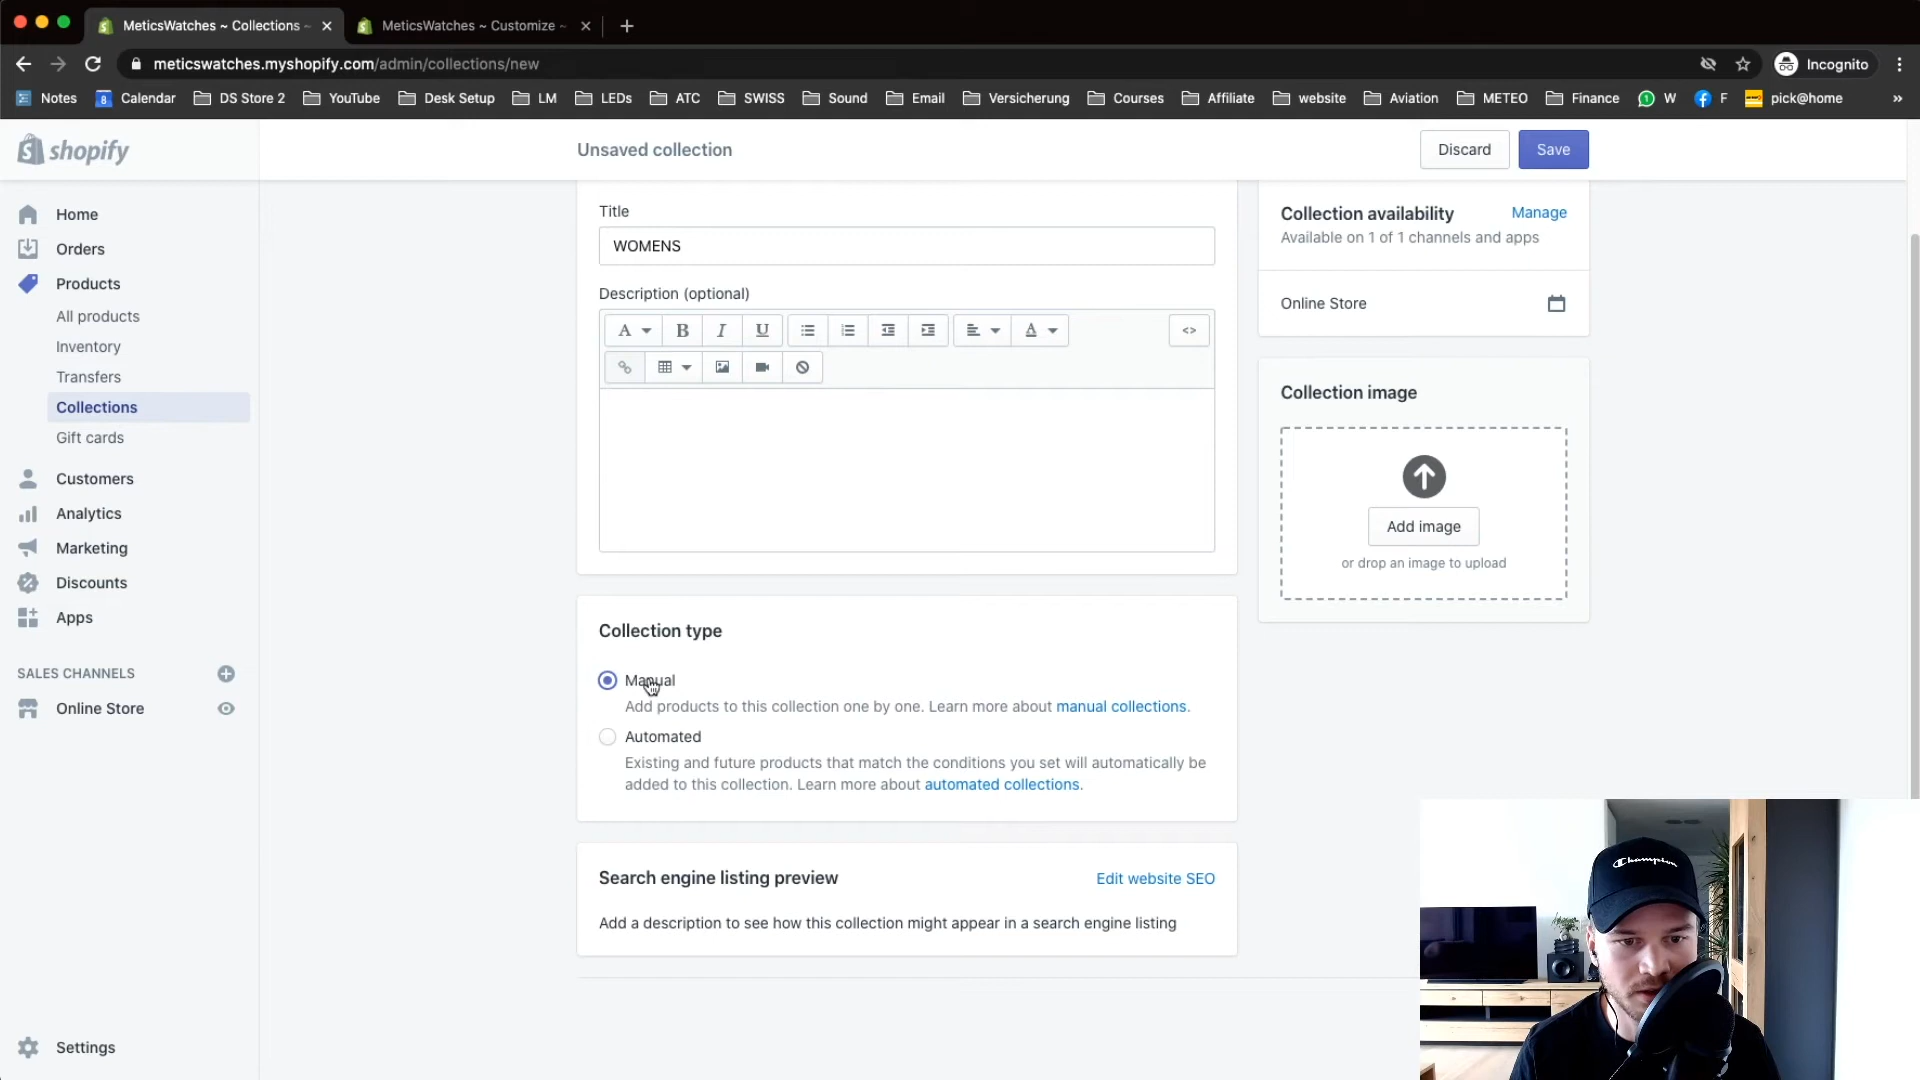 MeticsWatches ~ Collections ~
MeticsWatches ~ Customize ~
meticswatches.myshopify.com/admin/collections/new
Incognito
Notes
8
Calendar
DS Store 2
YouTube
Desk Setup
LM
LEDs
ATC
SWISS
Sound
Email
Versicherung
Courses
Affiliate
website
Aviation
METEO
Finance
1
W
F
pick@home
»
shopify
Unsaved collection
Discard
Save
Home
Orders
Products
All products
Inventory
Transfers
Collections
Gift cards
Customers
Analytics
Marketing
Discounts
Apps
SALES CHANNELS
Online Store
Settings
Title
WOMENS
Description (optional)
A
B
I
U
A
<>
Collection type
Manual
Add products to this collection one by one. Learn more about manual collections.
Automated
Existing and future products that match the conditions you set will automatically be
added to this collection. Learn more about automated collections.
Search engine listing preview
Edit website SEO
Add a description to see how this collection might appear in a search engine listing
Collection availability
Manage
Available on 1 of 1 channels and apps
Online Store
Collection image
Add image
or drop an image to upload
Champion